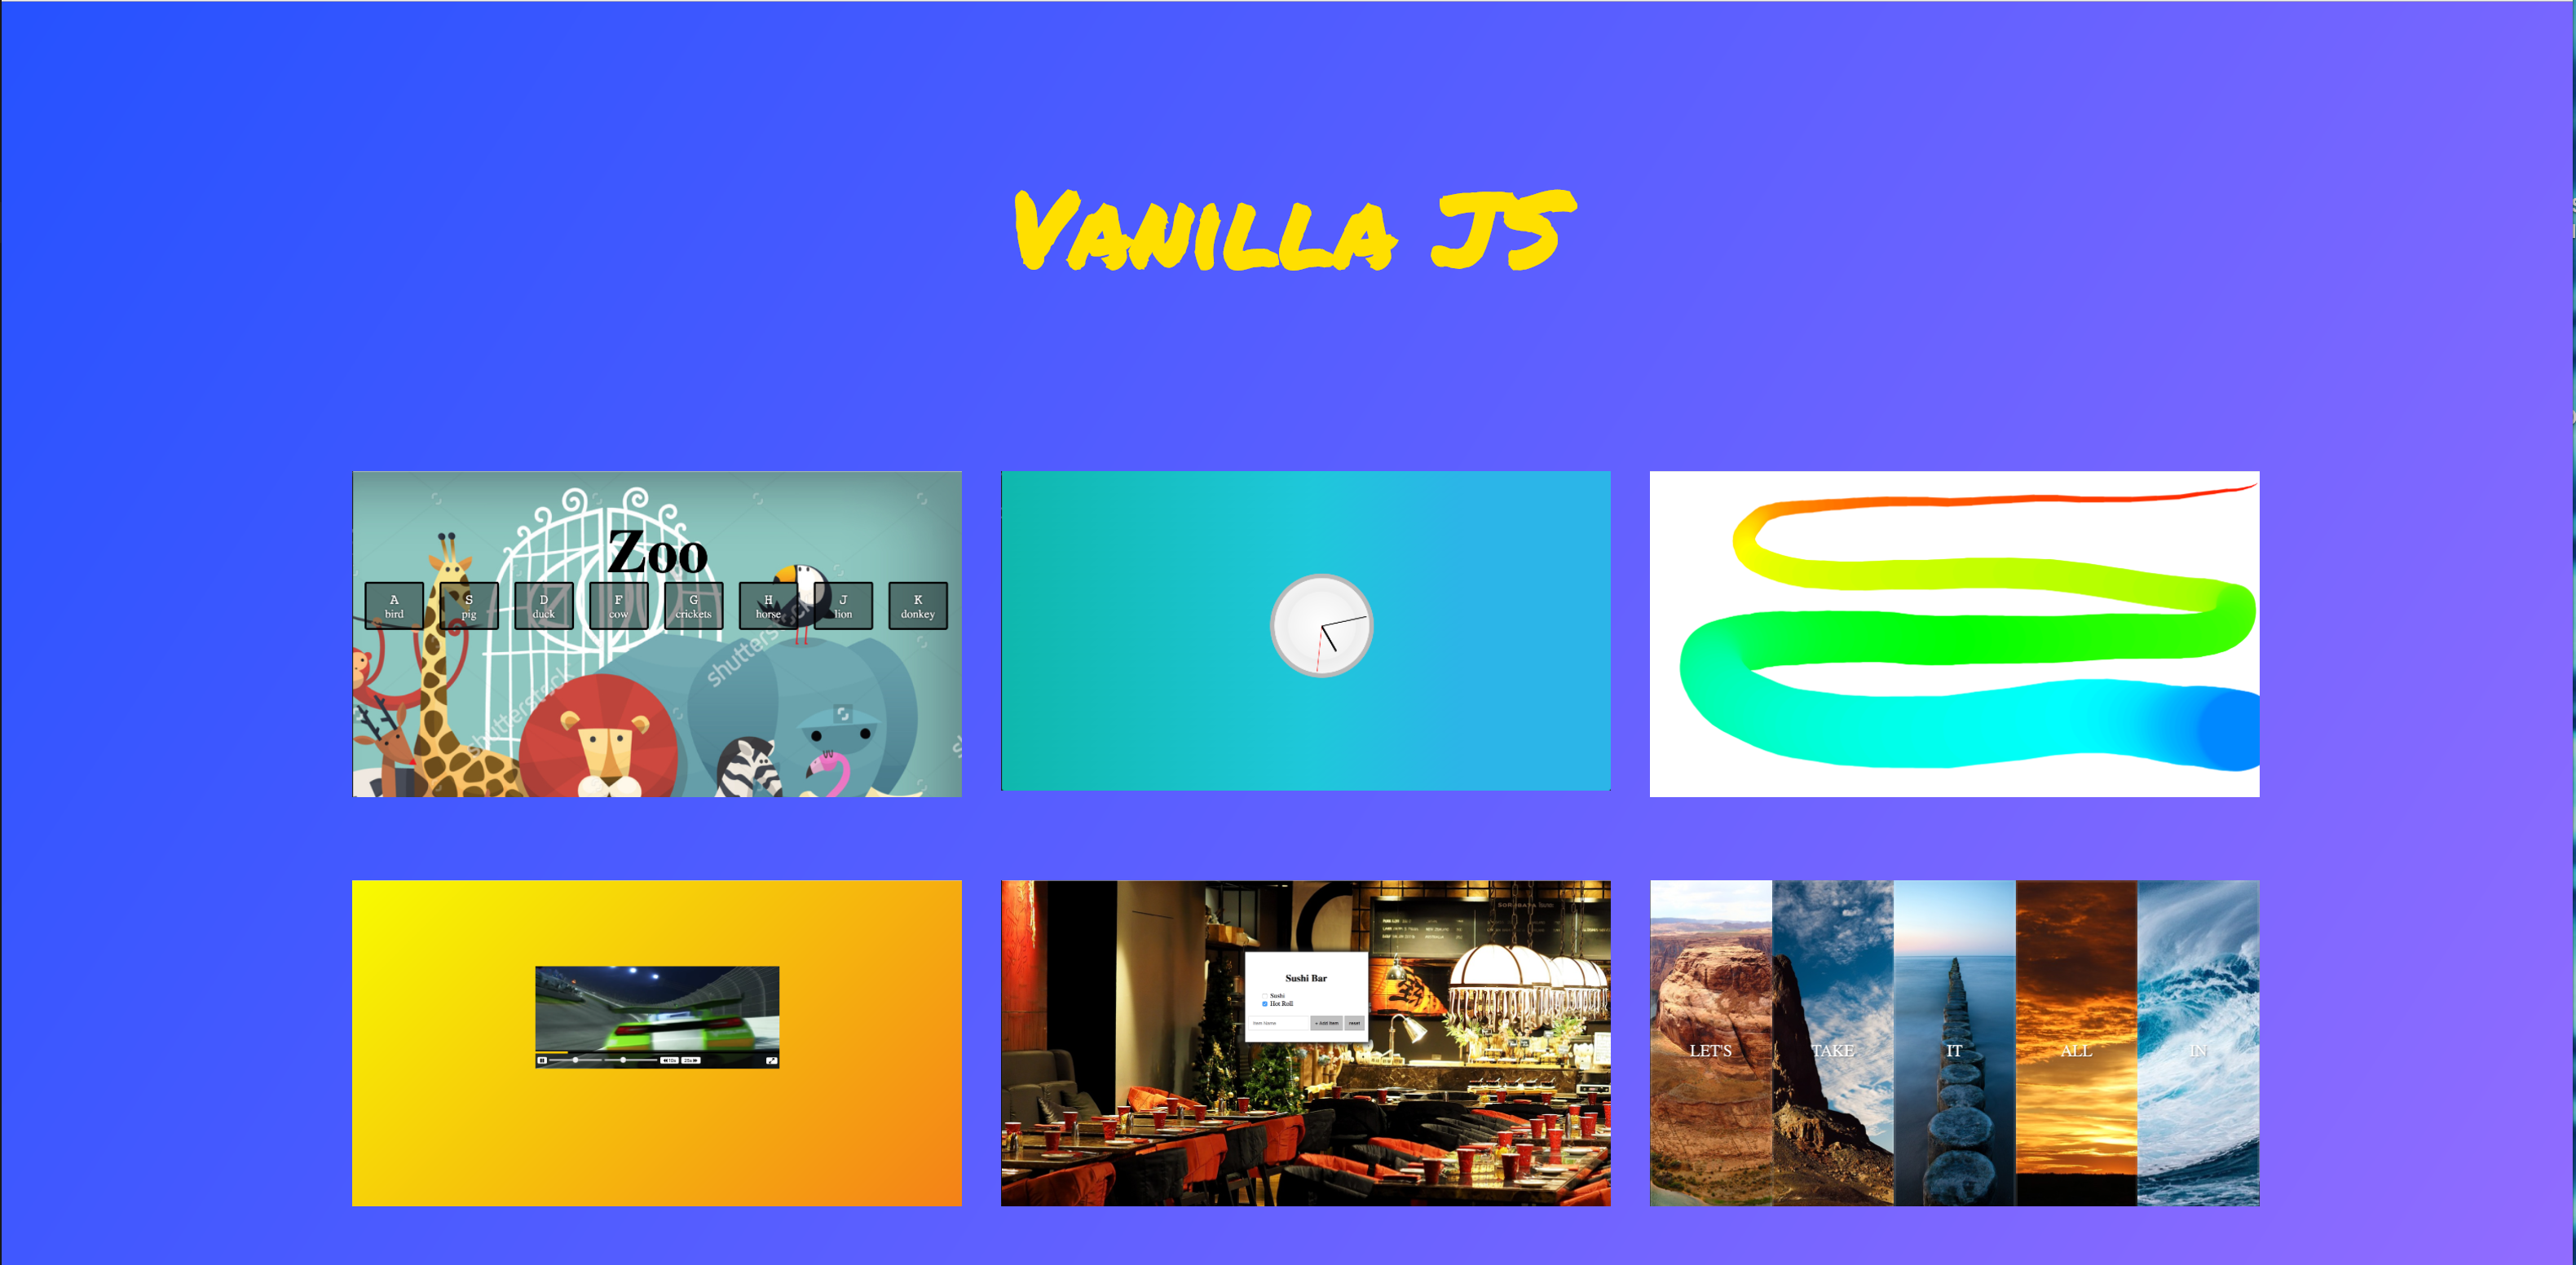 Vanilla JS
Zoo
A S D F G H J K
bird pig duck cow crickets horse lion donkey
shutterstock
shutterstock
Sushi Bar
Sushi
Hot Roll
Item Name + Add Item reset
LET'S TAKE IT ALL IN